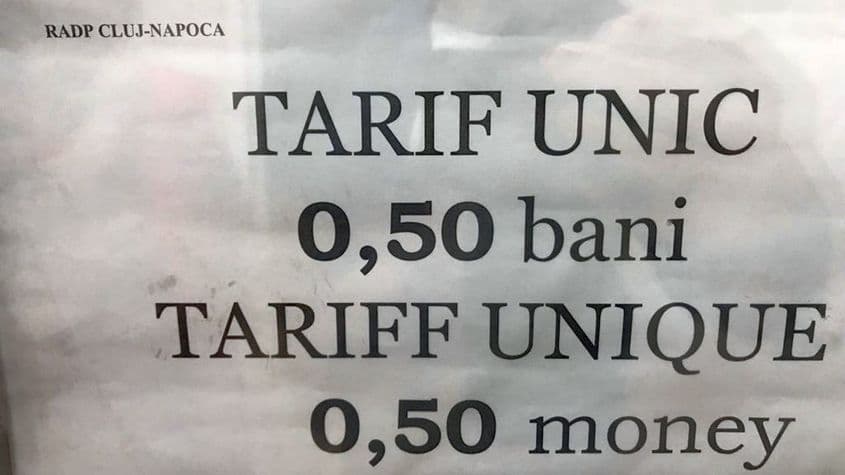 RADP CLUJ-NAPOCA
TARIF UNIC
0,50 bani
TARIFF UNIQUE
0,50 money